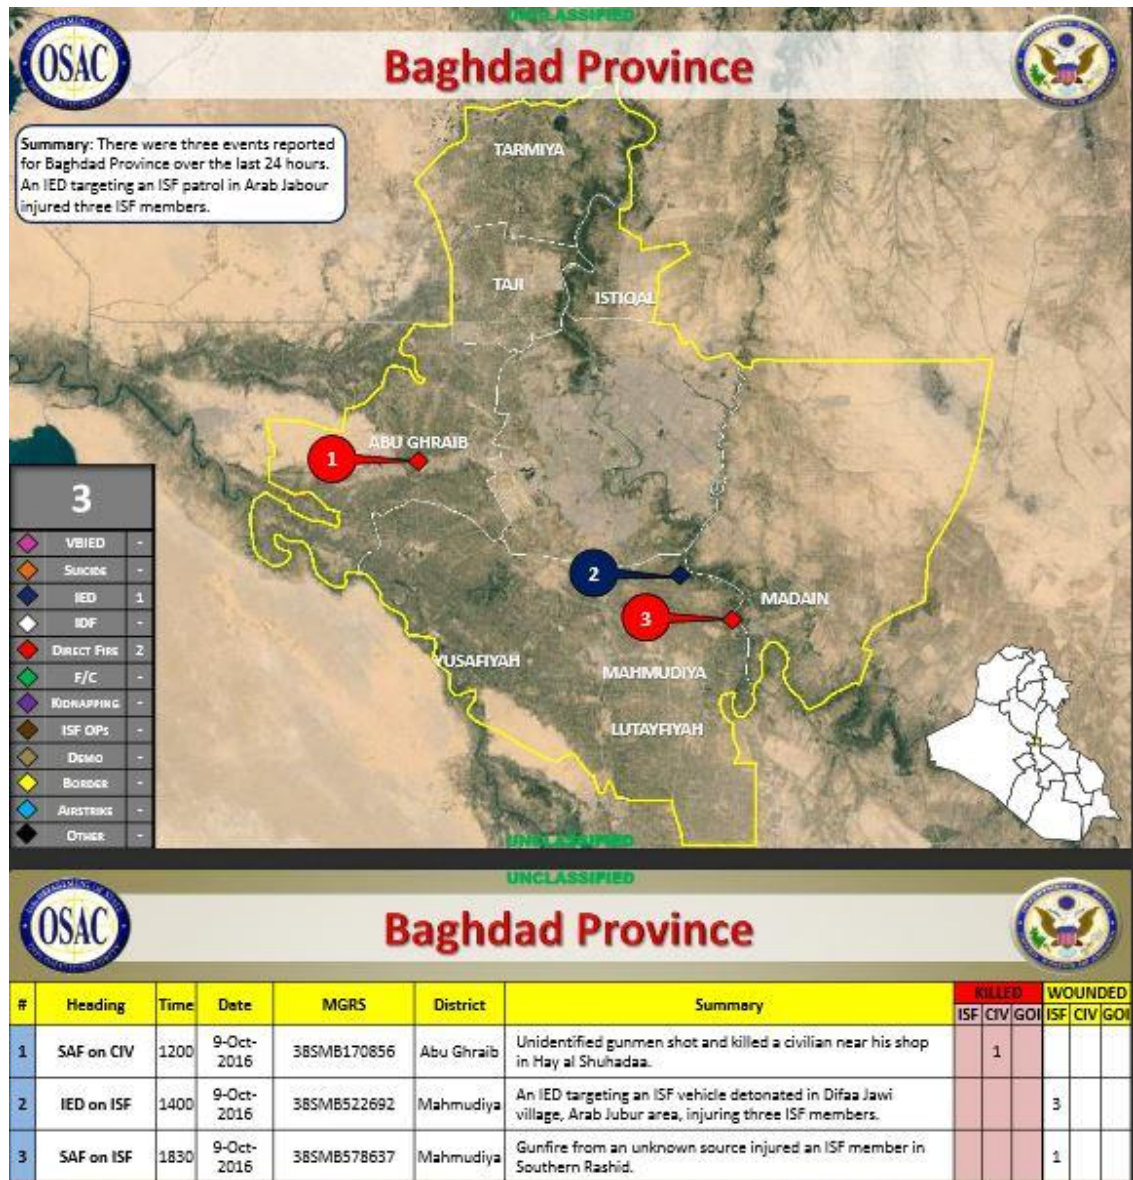 UNCLASSIFIED
OSAC
Baghdad Province
Summary: There were three events reported
for Baghdad Province over the last 24 hours.
An IED targeting an ISF patrol in Arab Jabour
injured three ISF members.
TARMIYA
TAJI
ISTIQAL
ABU GHRAIB
1
2
3
MADAIN
YUSAFIYAH
MAHMUDIYA
LUTAYFIYAH
3
VBIED -
SUICIDE -
IED 1
IDF -
DIRECT FIRE 2
F/C -
KIDNAPPING -
ISF OPs -
DEMO -
BORDER -
AIRSTRIKE -
OTHER -
UNCLASSIFIED
UNCLASSIFIED
OSAC
Baghdad Province
KILLED WOUNDED
# Heading Time Date MGRS District Summary ISF CIV GOI ISF CIV GOI
1 SAF on CIV 1200 9-Oct-
2016 38SMB170856 Abu Ghraib Unidentified gunmen shot and killed a civilian near his shop
in Hay al Shuhadaa. 1
2 IED on ISF 1400 9-Oct-
2016 38SMB522692 Mahmudiya An IED targeting an ISF vehicle detonated in Difaa Jawi
village, Arab Jubur area, injuring three ISF members. 3
3 SAF on ISF 1830 9-Oct-
2016 38SMB578637 Mahmudiya Gunfire from an unknown source injured an ISF member in
Southern Rashid. 1